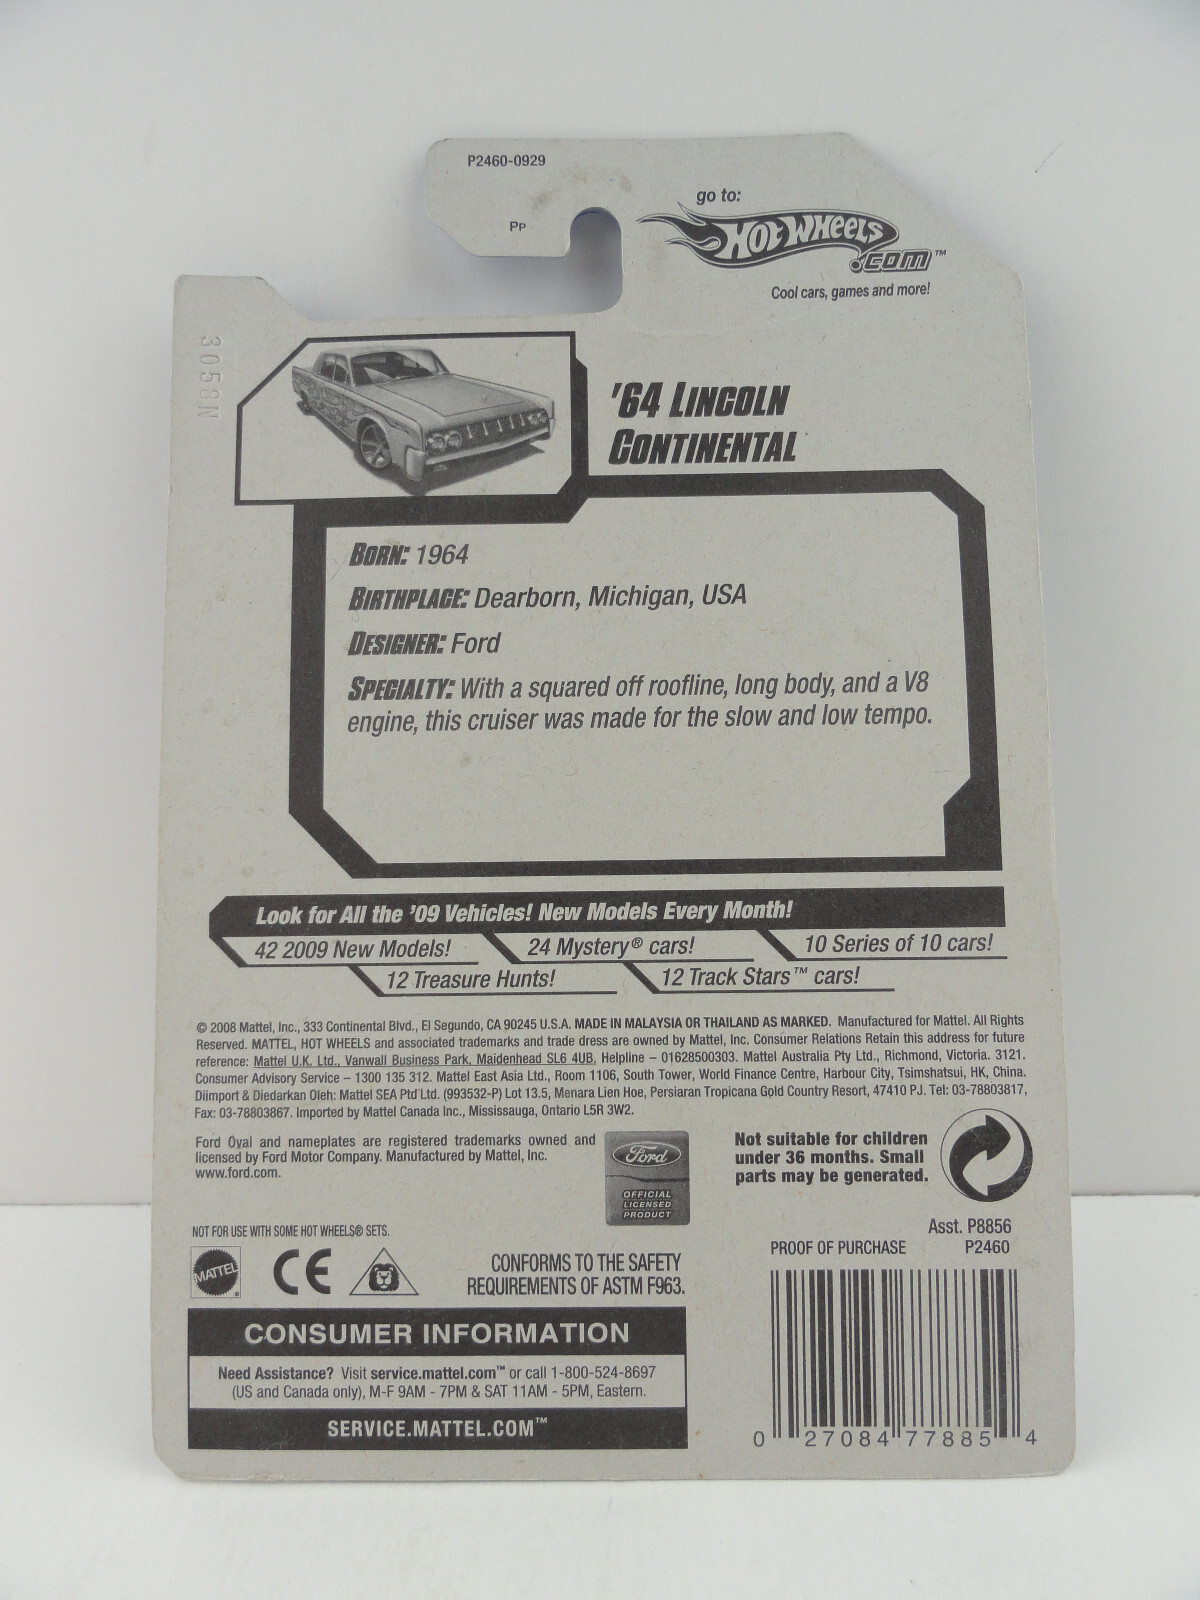 P2460-0929
PP
go to:
HOT WHEELS
.COM™
Cool cars, games and more!
3058N
'64 LINCOLN
CONTINENTAL
BORN: 1964
BIRTHPLACE: Dearborn, Michigan, USA
DESIGNER: Ford
SPECIALTY: With a squared off roofline, long body, and a V8
engine, this cruiser was made for the slow and low tempo.
Look for All the '09 Vehicles! New Models Every Month!
42 2009 New Models!
24 Mystery® cars!
10 Series of 10 cars!
12 Treasure Hunts!
12 Track Stars™ cars!
© 2008 Mattel, Inc., 333 Continental Blvd., El Segundo, CA 90245 U.S.A. MADE IN MALAYSIA OR THAILAND AS MARKED. Manufactured for Mattel. All Rights
Reserved. MATTEL, HOT WHEELS and associated trademarks and trade dress are owned by Mattel, Inc. Consumer Relations Retain this address for future
reference: Mattel U.K. Ltd., Vanwall Business Park, Maidenhead SL6 4UB, Helpline – 01628500303. Mattel Australia Pty Ltd., Richmond, Victoria. 3121.
Consumer Advisory Service – 1300 135 312. Mattel East Asia Ltd., Room 1106, South Tower, World Finance Centre, Harbour City, Tsimshatsui, HK, China.
Diimport & Diedarkan Oleh: Mattel SEA Ptd Ltd. (993532-P) Lot 13.5, Menara Lien Hoe, Persiaran Tropicana Gold Country Resort, 47410 PJ. Tel: 03-78803817,
Fax: 03-78803867. Imported by Mattel Canada Inc., Mississauga, Ontario L5R 3W2.
Ford Oval and nameplates are registered trademarks owned and
licensed by Ford Motor Company. Manufactured by Mattel, Inc.
www.ford.com.
Ford
OFFICIAL
LICENSED
PRODUCT
Not suitable for children
under 36 months. Small
parts may be generated.
NOT FOR USE WITH SOME HOT WHEELS® SETS.
Asst. P8856
PROOF OF PURCHASE P2460
MATTEL®
CE
CONFORMS TO THE SAFETY
REQUIREMENTS OF ASTM F963.
CONSUMER INFORMATION
Need Assistance? Visit service.mattel.com™ or call 1-800-524-8697
(US and Canada only), M-F 9AM - 7PM & SAT 11AM - 5PM, Eastern.
SERVICE.MATTEL.COM™
0 27084 77885 4